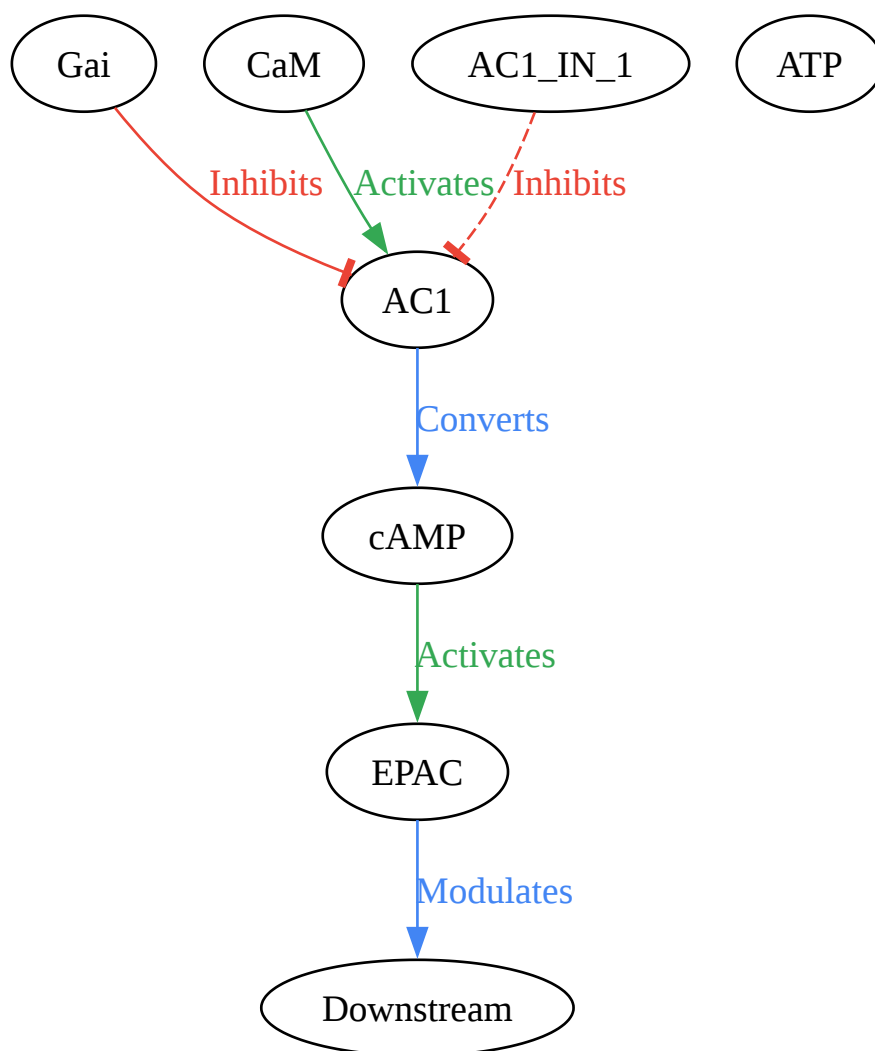 Gai
CaM
AC1_IN_1
ATP
Inhibits
Activates
Inhibits
AC1
Converts
cAMP
Activates
EPAC
Modulates
Downstream